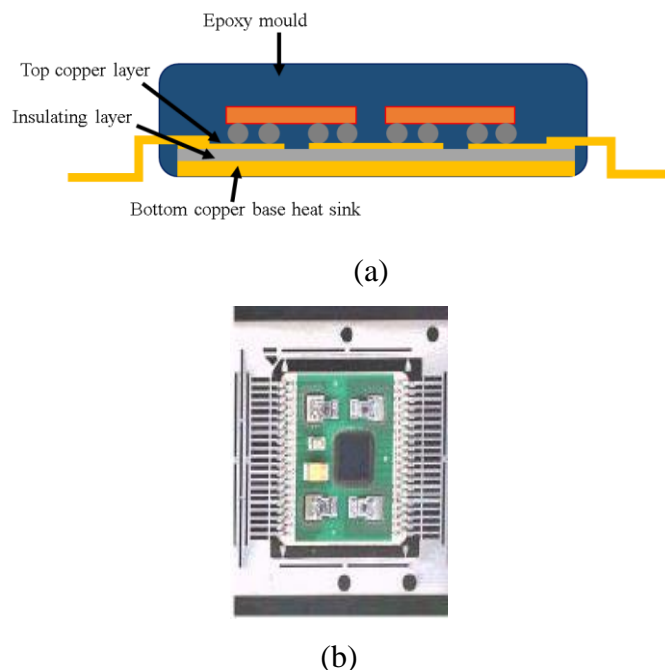 Epoxy mould
Top copper layer
Insulating layer
Bottom copper base heat sink
(a)
(b)